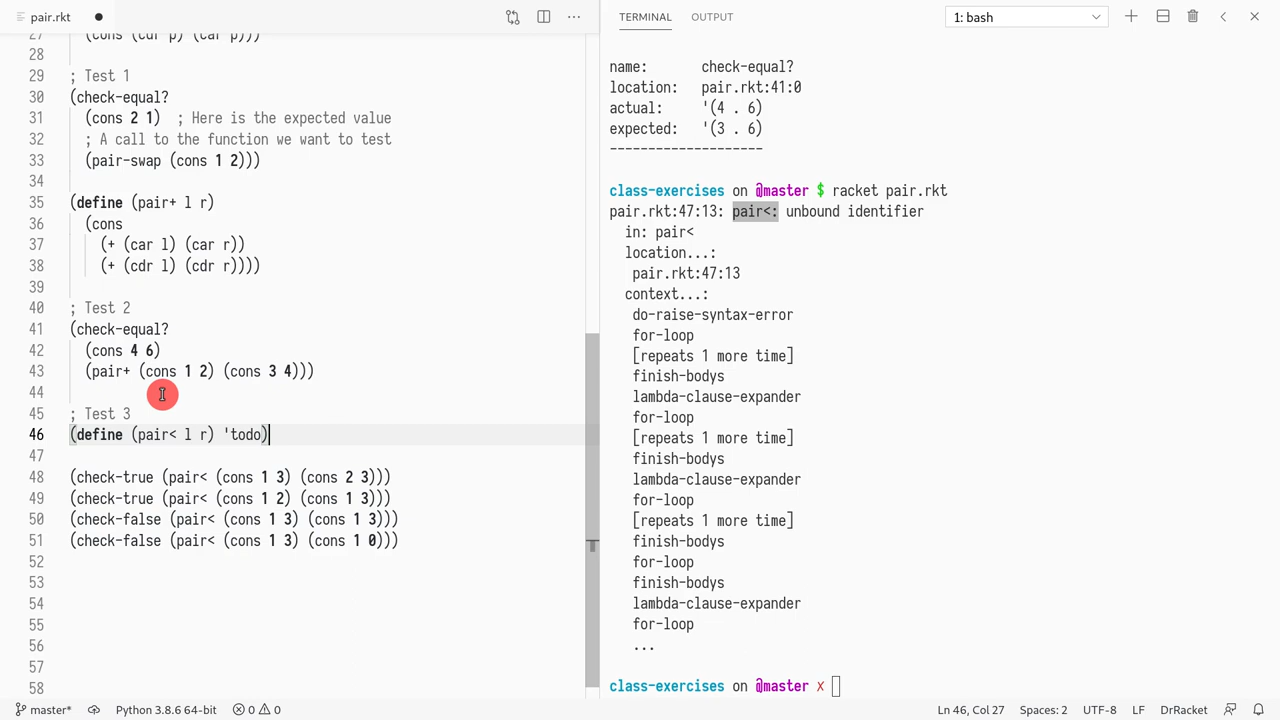 pair.rkt
TERMINAL OUTPUT 1: bash
27 (cons (cdr p) (car p)))
28
29 ; Test 1
30 (check-equal?
31 (cons 2 1) ; Here is the expected value
32 ; A call to the function we want to test
33 (pair-swap (cons 1 2)))
34
35 (define (pair+ l r)
36 (cons
37 (+ (car l) (car r))
38 (+ (cdr l) (cdr r))))
39
40 ; Test 2
41 (check-equal?
42 (cons 4 6)
43 (pair+ (cons 1 2) (cons 3 4)))
44
45 ; Test 3
46 (define (pair< l r) 'todo)
47
48 (check-true (pair< (cons 1 3) (cons 2 3)))
49 (check-true (pair< (cons 1 2) (cons 1 3)))
50 (check-false (pair< (cons 1 3) (cons 1 3)))
51 (check-false (pair< (cons 1 3) (cons 1 0)))
52
53
54
55
56
57
58
name: check-equal?
location: pair.rkt:41:0
actual: '(4 . 6)
expected: '(3 . 6)
--------------------
class-exercises on @master $ racket pair.rkt
pair.rkt:47:13: pair<: unbound identifier
in: pair<
location...:
pair.rkt:47:13
context...:
do-raise-syntax-error
for-loop
[repeats 1 more time]
finish-bodys
lambda-clause-expander
for-loop
[repeats 1 more time]
finish-bodys
lambda-clause-expander
for-loop
[repeats 1 more time]
finish-bodys
for-loop
finish-bodys
lambda-clause-expander
for-loop
...
class-exercises on @master ✗
master* Python 3.8.6 64-bit 0 0 Ln 46, Col 27 Spaces: 2 UTF-8 LF DrRacket